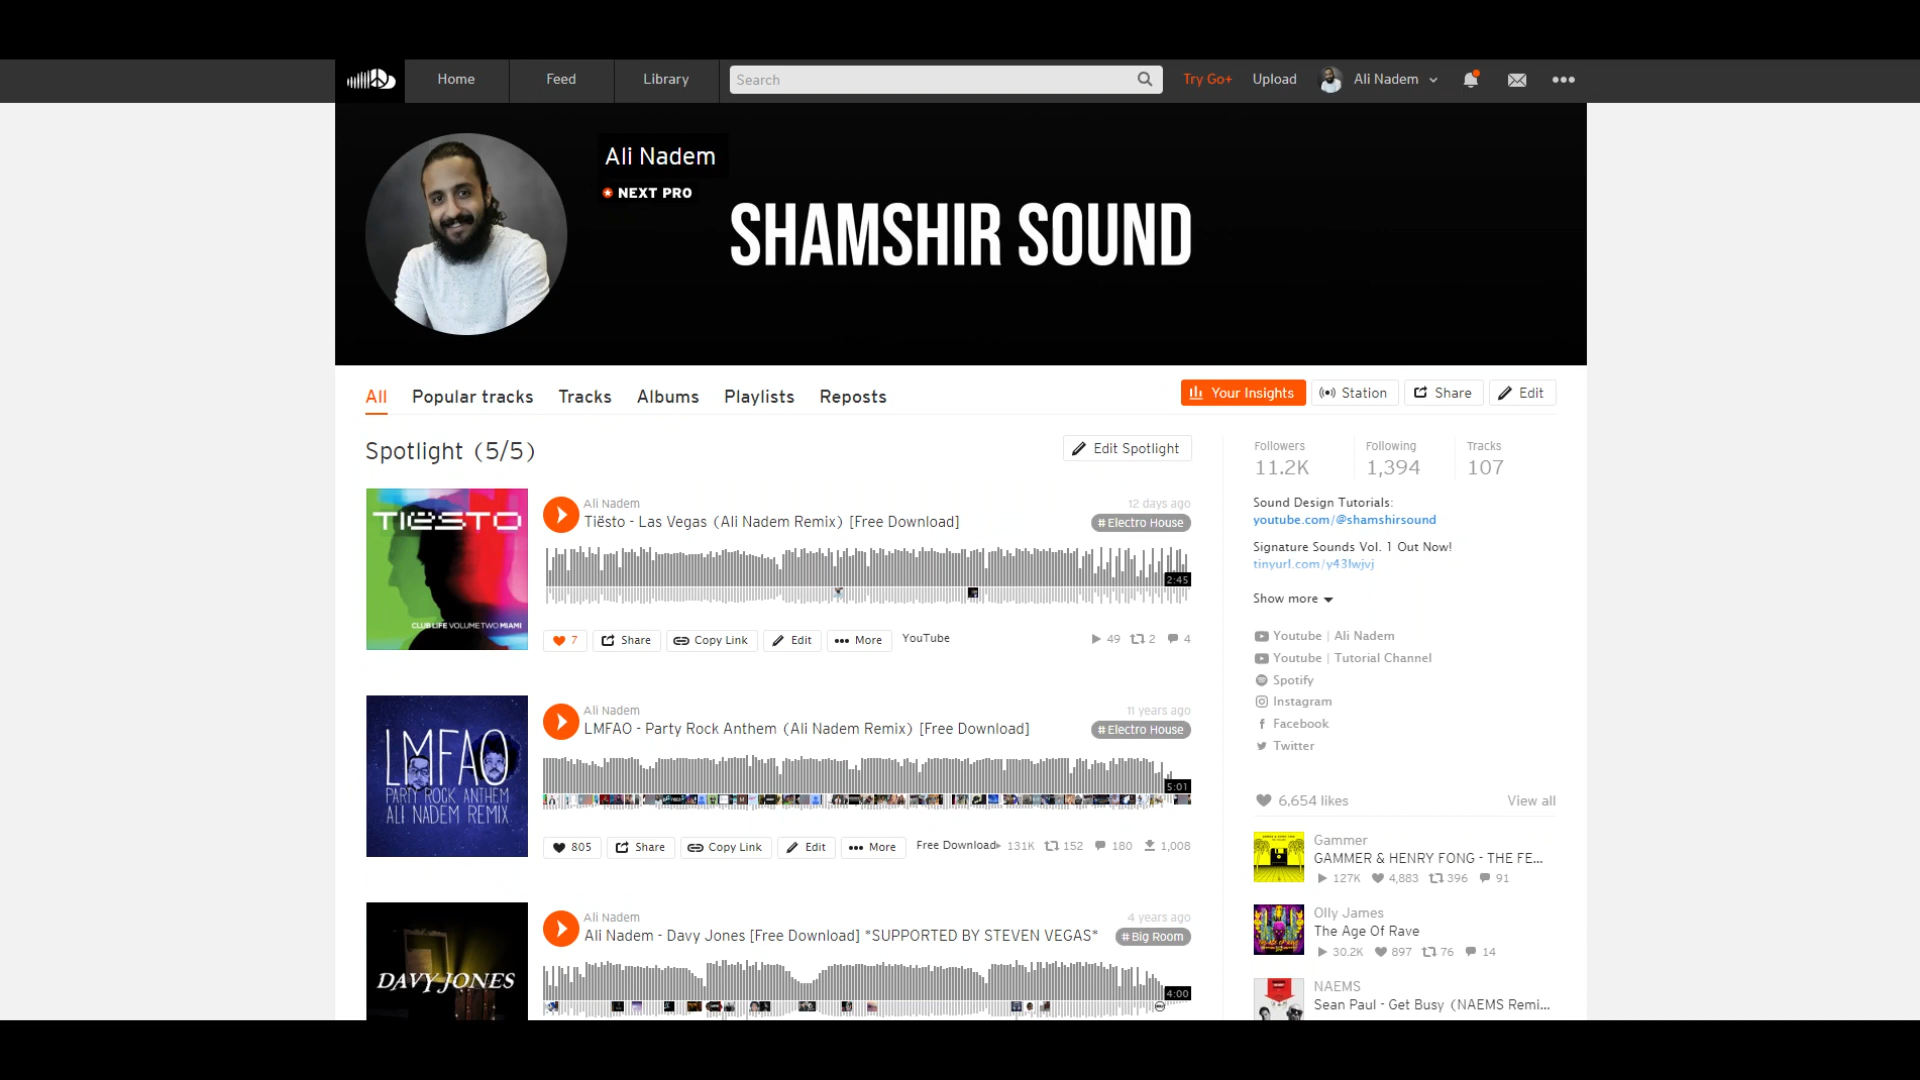 Home Feed Library Search Try Go+ Upload Ali Nadem
Ali Nadem
NEXT PRO
SHAMSHIR SOUND
All Popular tracks Tracks Albums Playlists Reposts
Your Insights Station Share Edit
Spotlight (5/5)
Edit Spotlight
TIËSTO
CLUB LIFE VOLUME TWO MIAMI
Ali Nadem
12 days ago
Tiësto - Las Vegas (Ali Nadem Remix) [Free Download]
# Electro House
2:45
7 Share Copy Link Edit More YouTube 49 2 4
LMFAO
PARTY ROCK ANTHEM
ALI NADEM REMIX
Ali Nadem
11 years ago
LMFAO - Party Rock Anthem (Ali Nadem Remix) [Free Download]
# Electro House
5:01
805 Share Copy Link Edit More Free Download 131K 152 180 1,008
DAVY JONES
Ali Nadem
4 years ago
Ali Nadem - Davy Jones [Free Download] *SUPPORTED BY STEVEN VEGAS*
# Big Room
4:00
Followers Following Tracks
11.2K 1,394 107
Sound Design Tutorials:
youtube.com/@shamshirsound
Signature Sounds Vol. 1 Out Now!
tinyurl.com/y43lwjvj
Show more
Youtube | Ali Nadem
Youtube | Tutorial Channel
Spotify
Instagram
Facebook
Twitter
6,654 likes View all
Gammer
GAMMER & HENRY FONG - THE FE...
127K 4,883 396 91
Olly James
The Age Of Rave
30.2K 897 76 14
NAEMS
Sean Paul - Get Busy (NAEMS Remi...